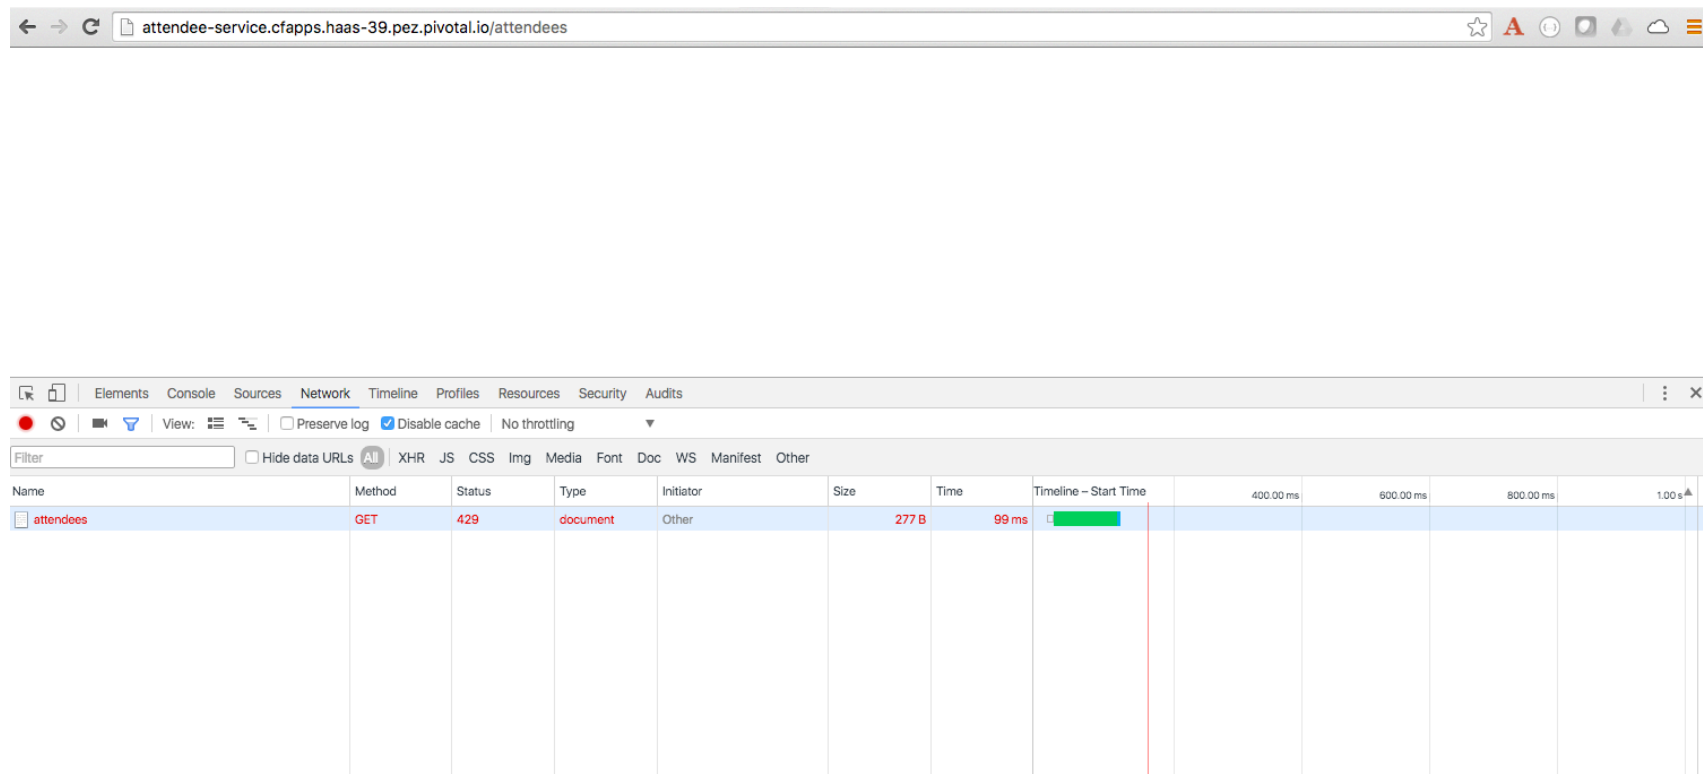 attendee-service.cfapps.haas-39.pez.pivotal.io/attendees
A
Elements Console Sources Network Timeline Profiles Resources Security Audits
View: Preserve log Disable cache No throttling
Filter Hide data URLs All XHR JS CSS Img Media Font Doc WS Manifest Other
Name Method Status Type Initiator Size Time Timeline – Start Time 400.00 ms 600.00 ms 800.00 ms 1.00 s
attendees GET 429 document Other 277 B 99 ms